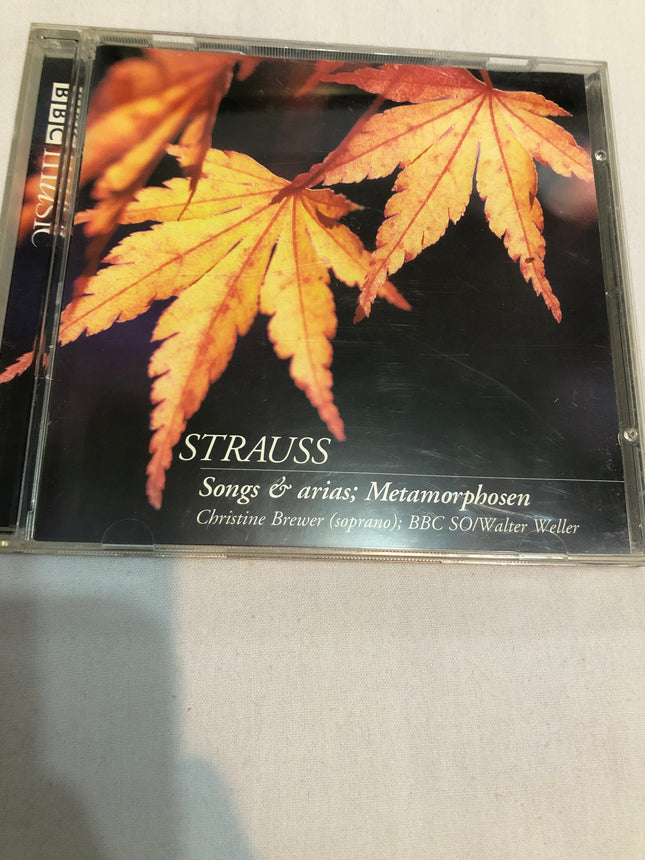 BBC music
STRAUSS
Songs & arias; Metamorphosen
Christine Brewer (soprano); BBC SO/Walter Weller